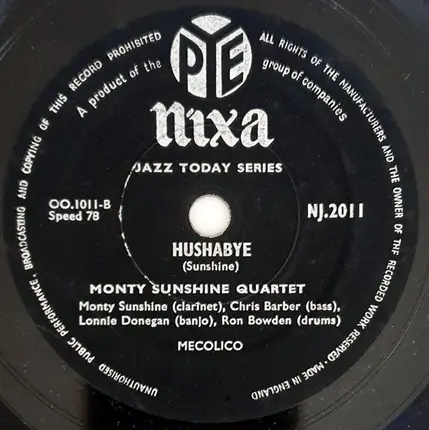 UNAUTHORISED PUBLIC PERFORMANCE, BROADCASTING AND COPYING OF THIS RECORD PROHIBITED
ALL RIGHTS OF THE MANUFACTURERS AND THE OWNER OF THE RECORDED WORK RESERVED • MADE IN ENGLAND
A product of the
PYE
group of companies
nixa
JAZZ TODAY SERIES
OO.1011-B
Speed 78
NJ.2011
HUSHABYE
(Sunshine)
MONTY SUNSHINE QUARTET
Monty Sunshine (clarinet), Chris Barber (bass),
Lonnie Donegan (banjo), Ron Bowden (drums)
MECOLICO